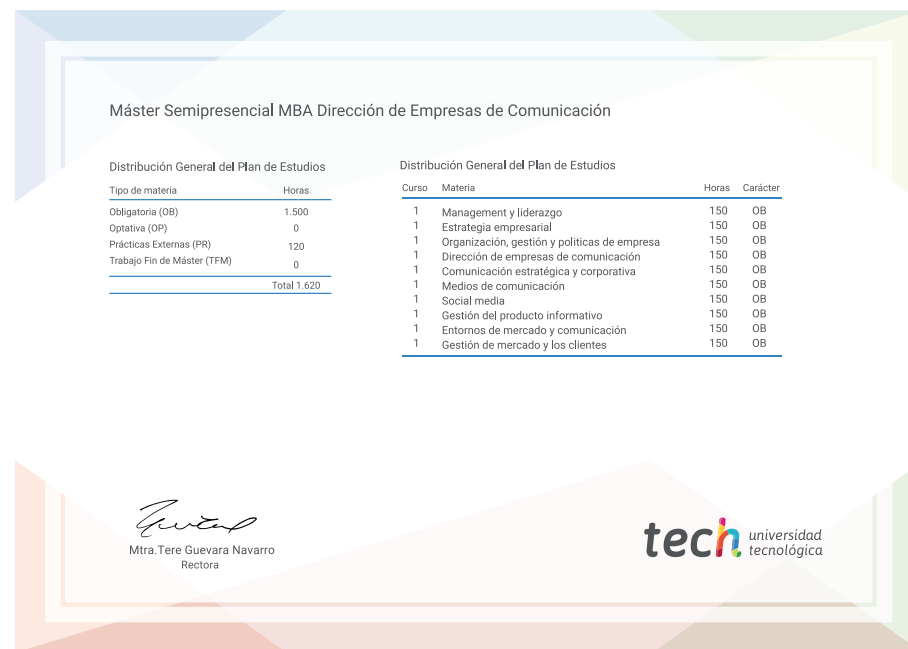 Máster Semipresencial MBA Dirección de Empresas de Comunicación
Distribución General del Plan de Estudios
Tipo de materia Horas
Obligatoria (OB) 1.500
Optativa (OP) 0
Prácticas Externas (PR) 120
Trabajo Fin de Máster (TFM) 0
Total 1.620
Distribución General del Plan de Estudios
Curso Materia Horas Carácter
1 Management y liderazgo 150 OB
1 Estrategia empresarial 150 OB
1 Organización, gestión y politicas de empresa 150 OB
1 Dirección de empresas de comunicación 150 OB
1 Comunicación estratégica y corporativa 150 OB
1 Medios de comunicación 150 OB
1 Social media 150 OB
1 Gestión del producto informativo 150 OB
1 Entornos de mercado y comunicación 150 OB
1 Gestión de mercado y los clientes 150 OB
Mtra.Tere Guevara Navarro
Rectora
tech universidad
tecnológica